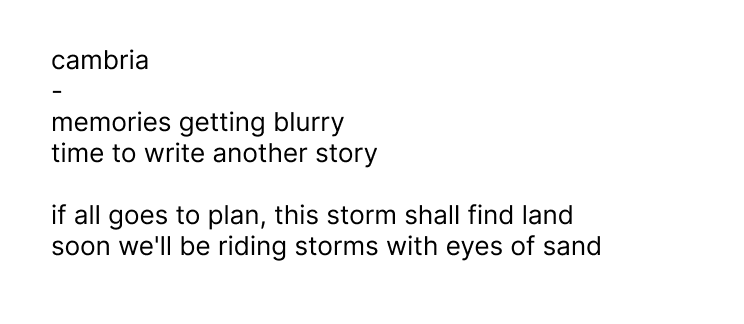 cambria
-
memories getting blurry
time to write another story

if all goes to plan, this storm shall find land
soon we'll be riding storms with eyes of sand